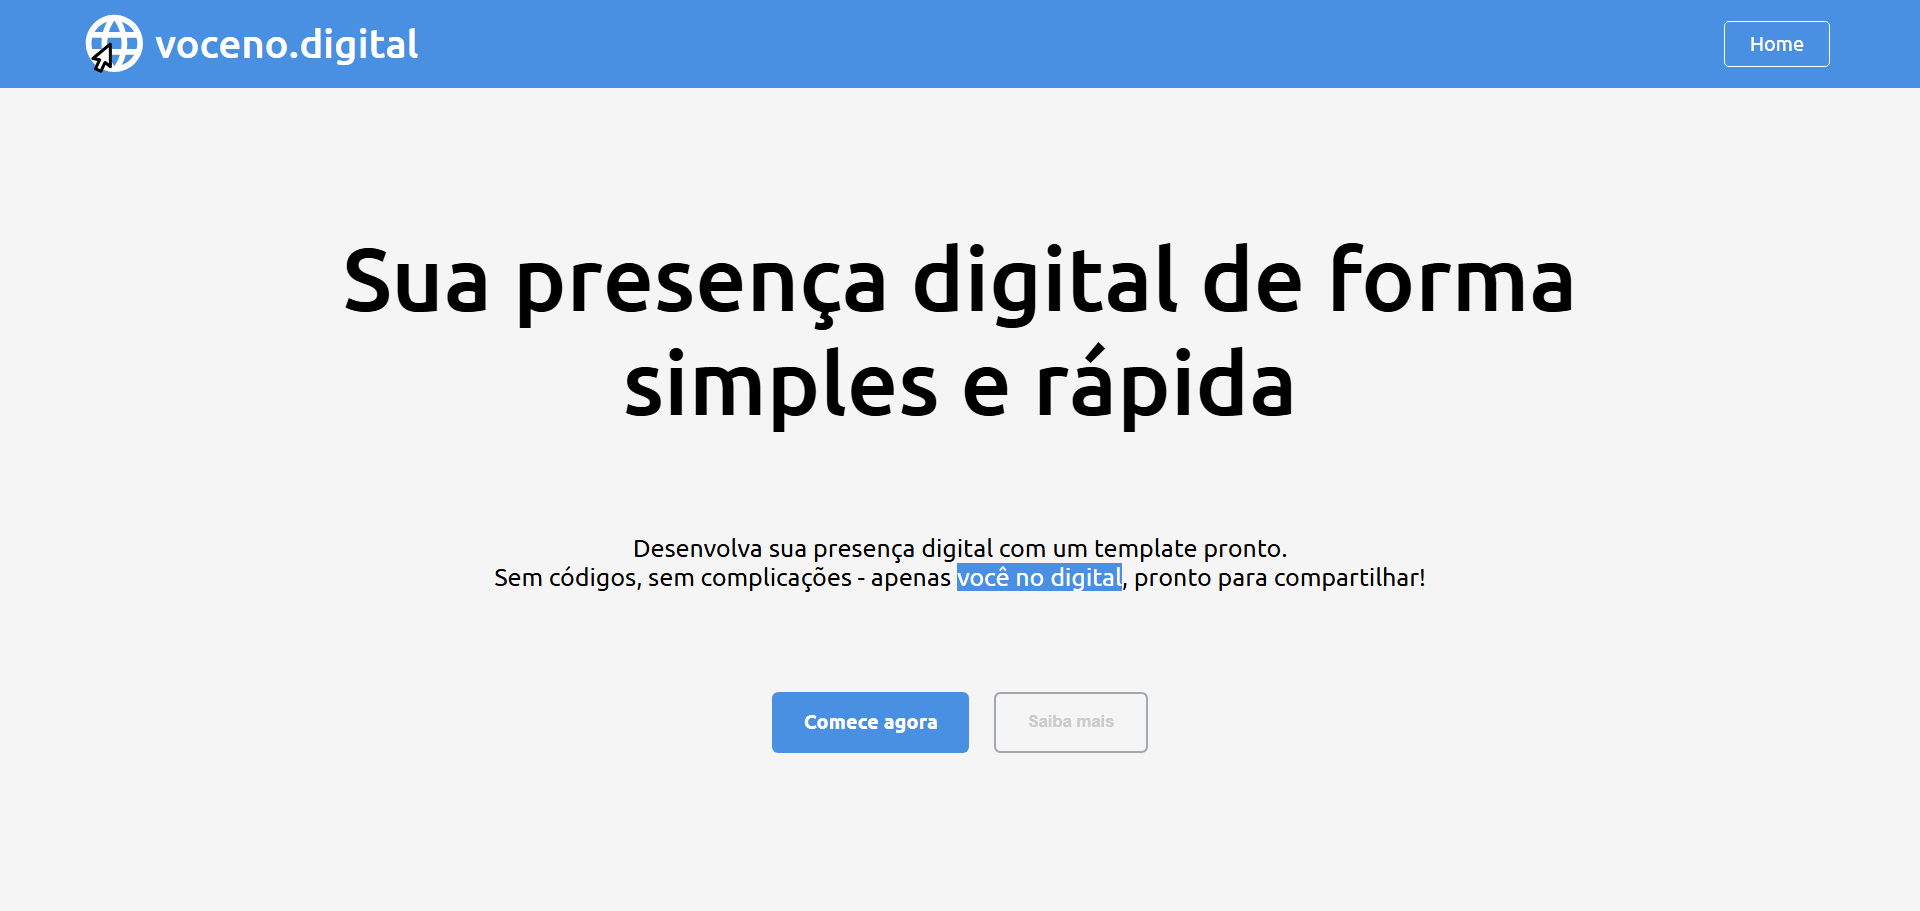 voceno.digital
Home
Sua presença digital de forma
simples e rápida
Desenvolva sua presença digital com um template pronto.
Sem códigos, sem complicações - apenas você no digital, pronto para compartilhar!
Comece agora
Saiba mais